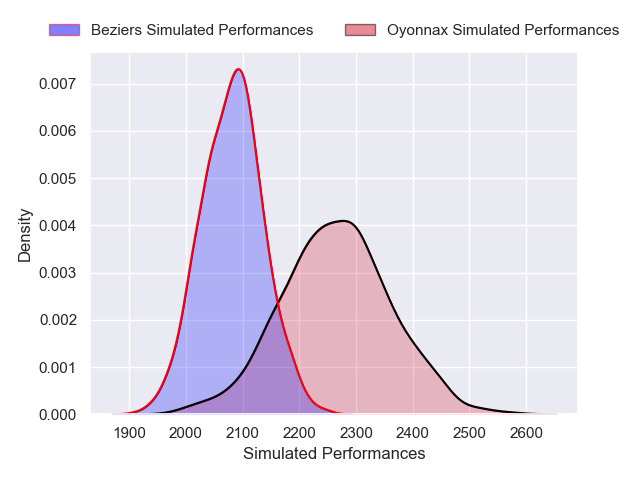 Beziers Simulated Performances
Oyonnax Simulated Performances
0.007
0.006
0.005
0.004
0.003
0.002
0.001
0.000
Density
1900 2000 2100 2200 2300 2400 2500 2600
Simulated Performances